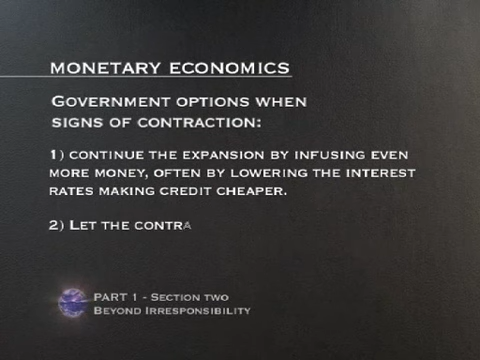 MONETARY ECONOMICS
GOVERNMENT OPTIONS WHEN
SIGNS OF CONTRACTION:
1) CONTINUE THE EXPANSION BY INFUSING EVEN
MORE MONEY, OFTEN BY LOWERING THE INTEREST
RATES MAKING CREDIT CHEAPER.
2) LET THE CONTRA
PART 1 - SECTION TWO
BEYOND IRRESPONSIBILITY